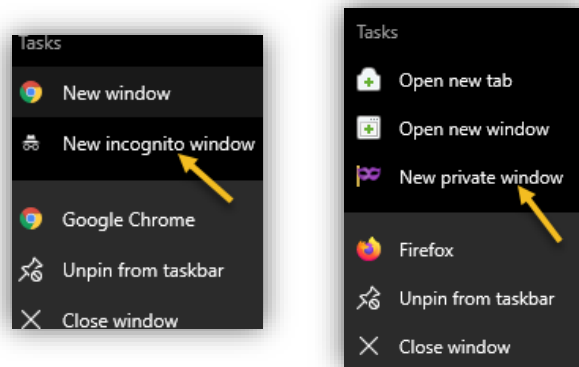 Tasks
New window
New incognito window
Google Chrome
Unpin from taskbar
Close window
Tasks
Open new tab
Open new window
New private window
Firefox
Unpin from taskbar
Close window